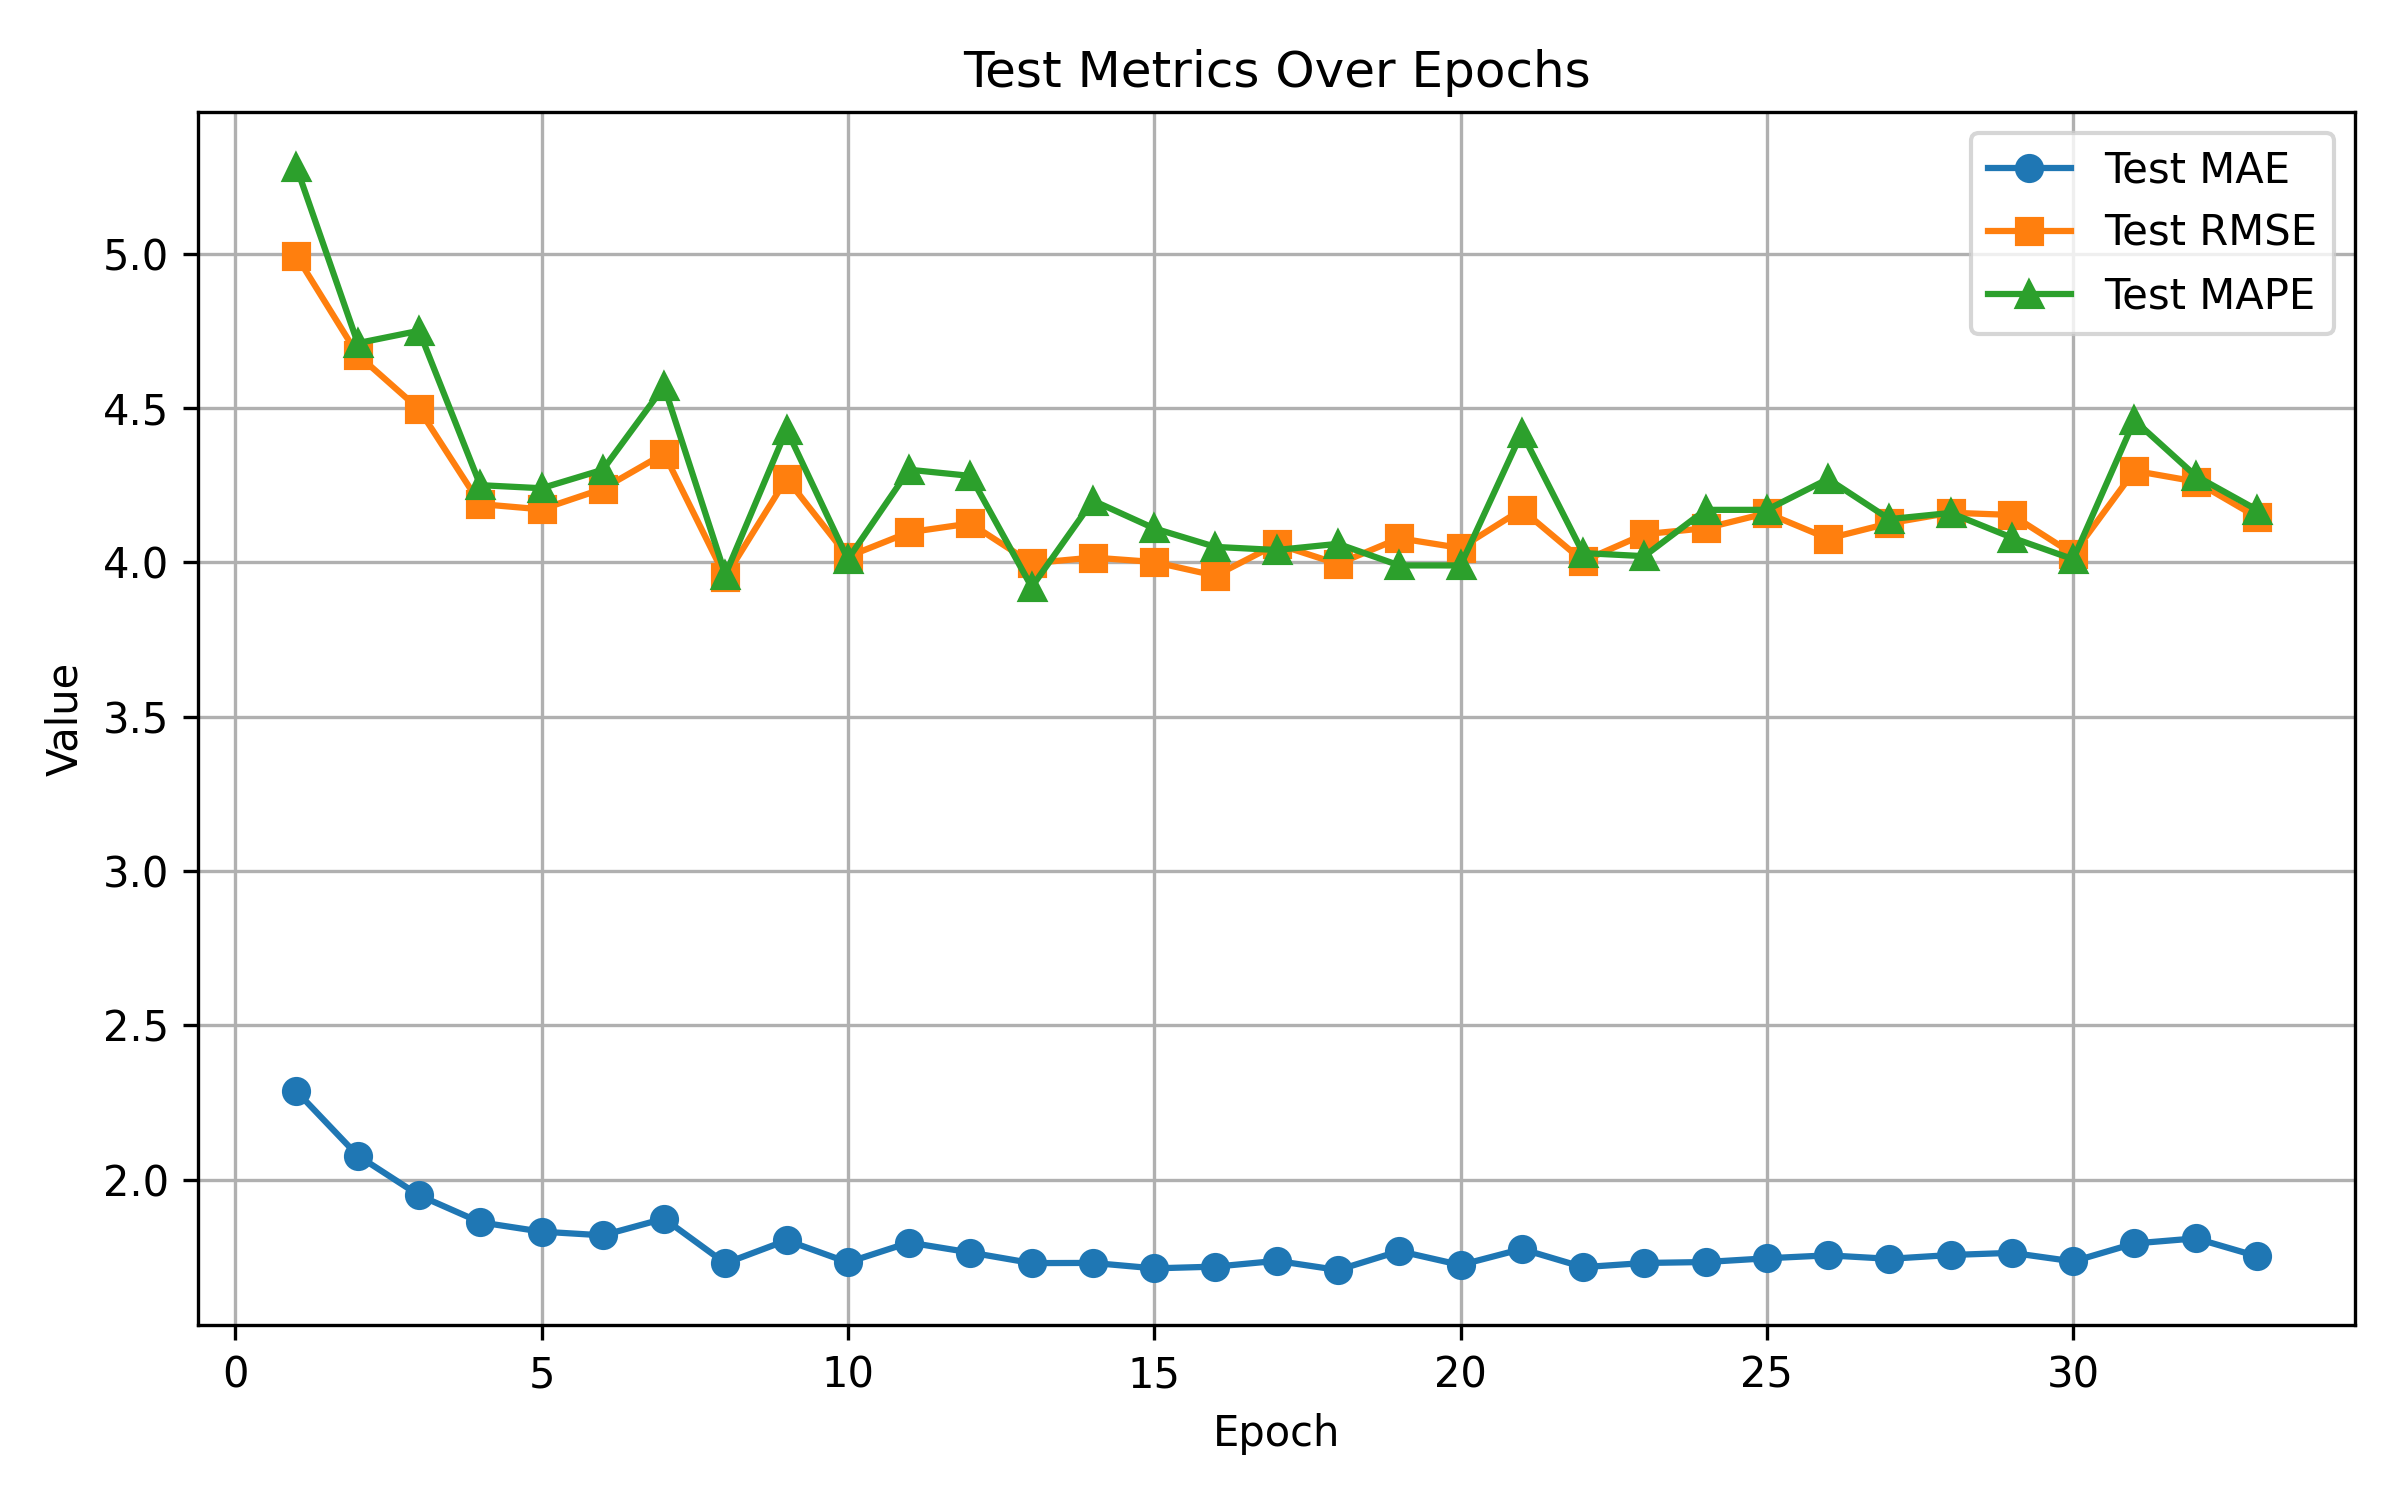 Test Metrics Over Epochs
Test MAE
Test RMSE
Test MAPE
5.0
4.5
4.0
3.5
3.0
2.5
2.0
Value
0 5 10 15 20 25 30
Epoch